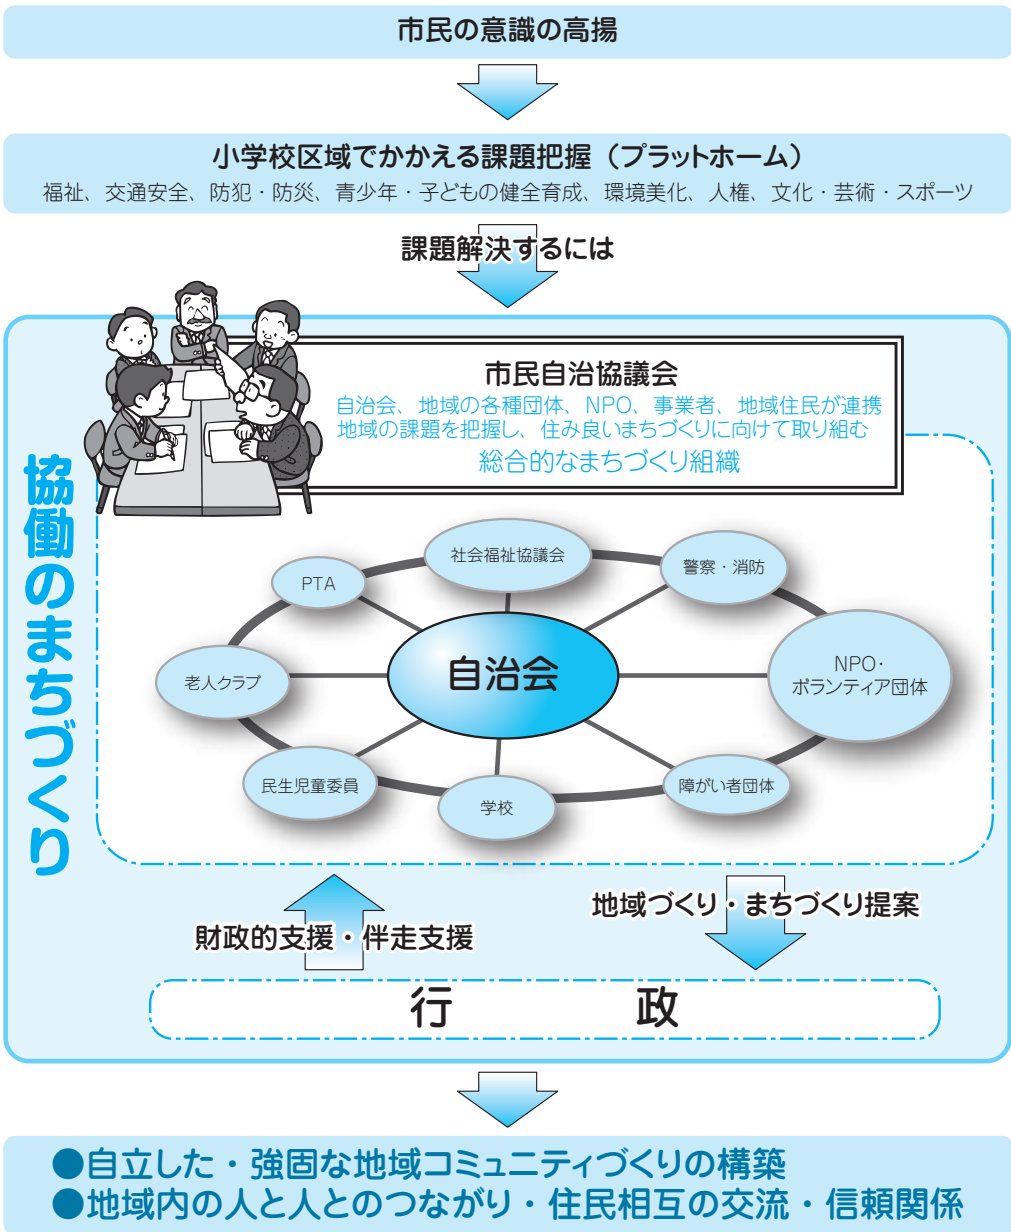 市民の意識の高揚
小学校区域でかかえる課題把握（プラットホーム）
福祉、交通安全、防犯・防災、青少年・子どもの健全育成、環境美化、人権、文化・芸術・スポーツ
課題解決するには
協働のまちづくり
市民自治協議会
自治会、地域の各種団体、NPO、事業者、地域住民が連携
地域の課題を把握し、住み良いまちづくりに向けて取り組む
総合的なまちづくり組織
社会福祉協議会
警察・消防
PTA
自治会
老人クラブ
NPO・
ボランティア団体
民生児童委員
学校
障がい者団体
財政的支援・伴走支援
地域づくり・まちづくり提案
行政
●自立した・強固な地域コミュニティづくりの構築
●地域内の人と人とのつながり・住民相互の交流・信頼関係